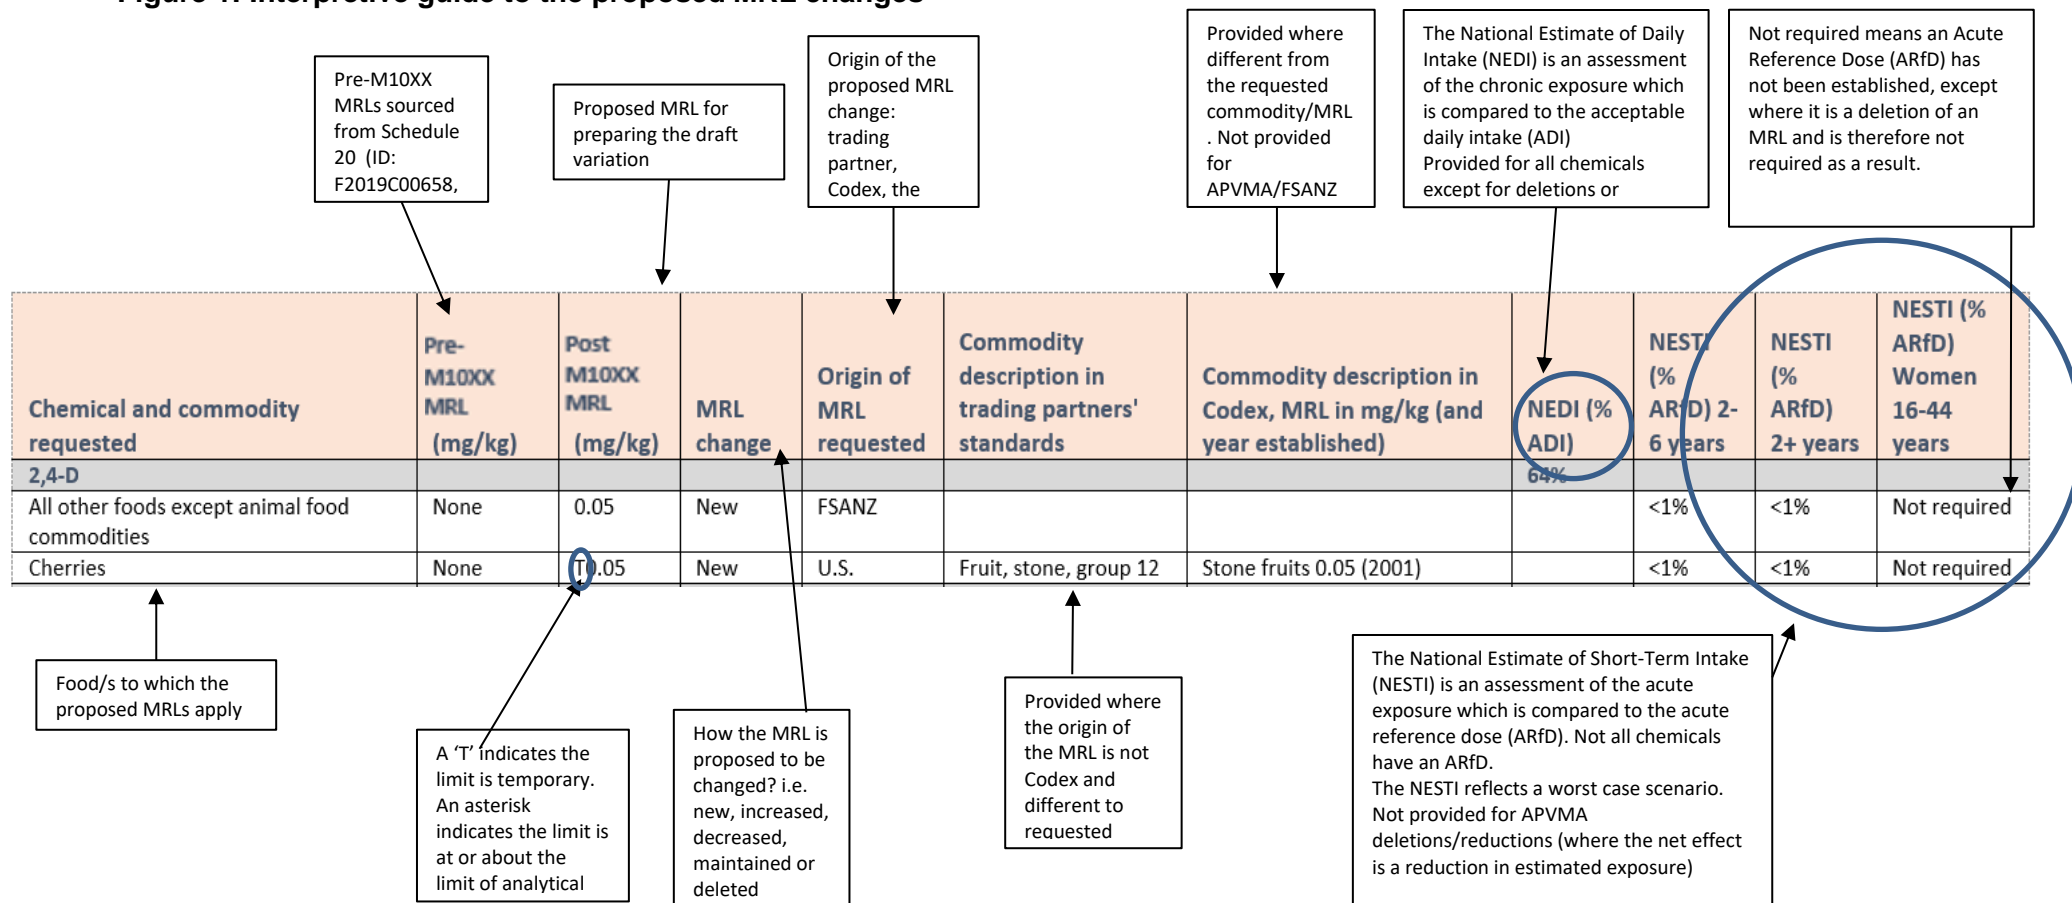 Figure 1: Interpretive guide to the proposed MRL changes
Pre-M10XX
MRLs sourced
from Schedule
20 (ID:
F2019C00658,
Proposed MRL for
preparing the draft
variation
Origin of the
proposed MRL
change:
trading
partner,
Codex, the
Provided where
different from
the requested
commodity/MRL
. Not provided
for
APVMA/FSANZ
The National Estimate of Daily
Intake (NEDI) is an assessment
of the chronic exposure which
is compared to the acceptable
daily intake (ADI)
Provided for all chemicals
except for deletions or
Not required means an Acute
Reference Dose (ARfD) has
not been established, except
where it is a deletion of an
MRL and is therefore not
required as a result.
Chemical and commodity
requested
Pre-
M10XX
MRL
(mg/kg)
Post
M10XX
MRL
(mg/kg)
MRL
change
Origin of
MRL
requested
Commodity
description in
trading partners'
standards
Commodity description in
Codex, MRL in mg/kg (and
year established)
NEDI (%
ADI)
NESTI
(%
ARfD) 2-
6 years
NESTI
(%
ARfD)
2+ years
NESTI (%
ARfD)
Women
16-44
years
2,4-D 64%
All other foods except animal food None 0.05 New FSANZ <1% <1% Not required
commodities
Cherries None T0.05 New U.S. Fruit, stone, group 12 Stone fruits 0.05 (2001) <1% <1% Not required
Food/s to which the
proposed MRLs apply
A ‘T’ indicates the
limit is temporary.
An asterisk
indicates the limit is
at or about the
limit of analytical
How the MRL is
proposed to be
changed? i.e.
new, increased,
decreased,
maintained or
deleted
Provided where
the origin of
the MRL is not
Codex and
different to
requested
The National Estimate of Short-Term Intake
(NESTI) is an assessment of the acute
exposure which is compared to the acute
reference dose (ARfD). Not all chemicals
have an ARfD.
The NESTI reflects a worst case scenario.
Not provided for APVMA
deletions/reductions (where the net effect
is a reduction in estimated exposure)